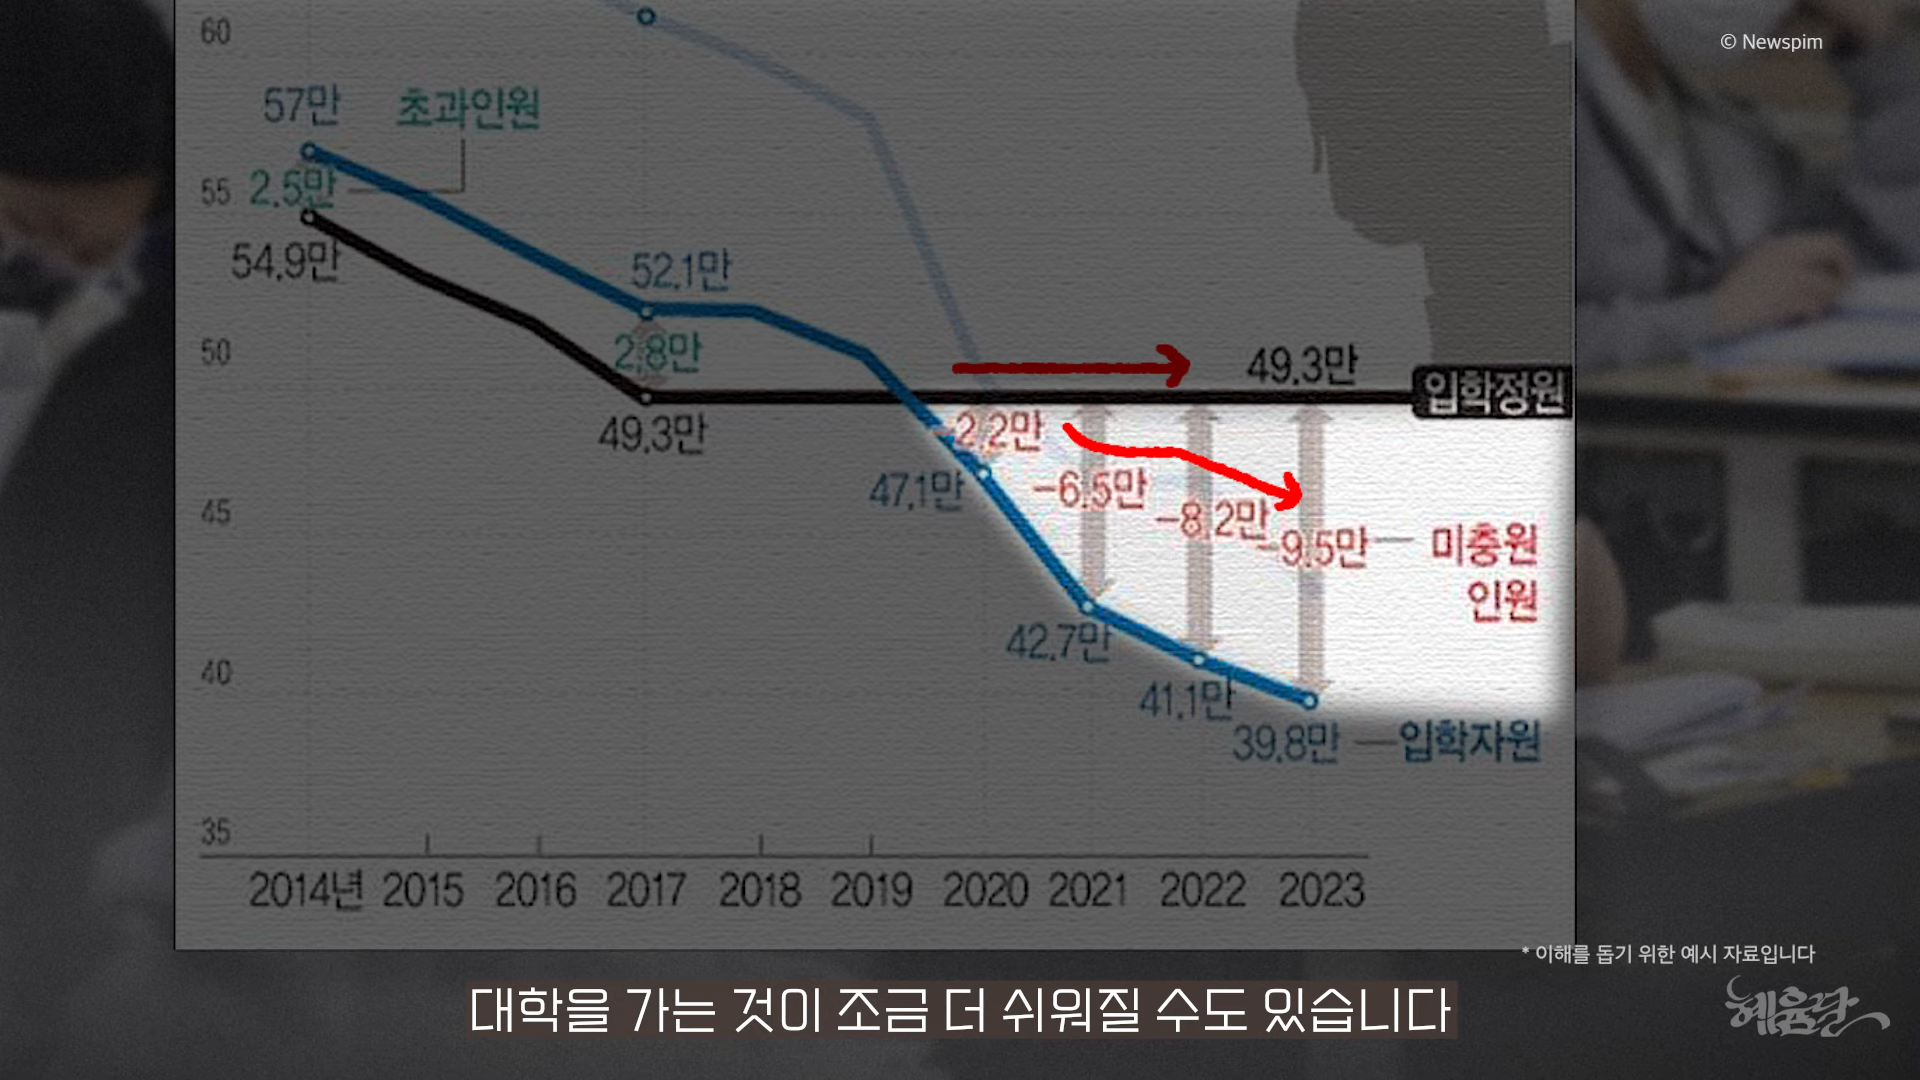 © Newspim
60
57만
초과인원
55
2.5만
54.9만
52.1만
50
2.8만
49.3만
49.3만
입학정원
-2.2만
47.1만
-6.5만
45
-8.2만
-9.5만
미충원
인원
42.7만
40
41.1만
39.8만
입학자원
35
2014년 2015 2016 2017 2018 2019 2020 2021 2022 2023
* 이해를 돕기 위한 예시 자료입니다
대학을 가는 것이 조금 더 쉬워질 수도 있습니다
혜윰달